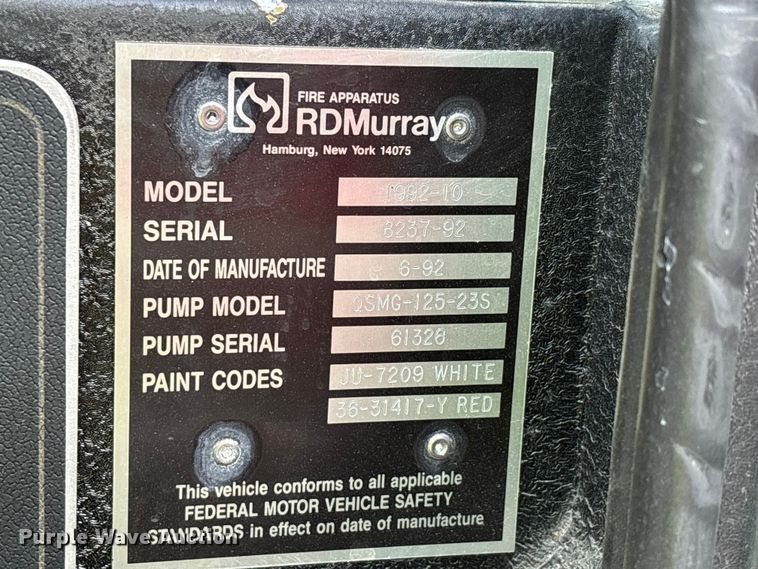 FIRE APPARATUS
RDMurray
Hamburg, New York 14075
MODEL 1992-10
SERIAL 8237-92
DATE OF MANUFACTURE 6-92
PUMP MODEL QSMG-125-23S
PUMP SERIAL 61328
PAINT CODES JU-7209 WHITE
36-31417-Y RED
This vehicle conforms to all applicable
FEDERAL MOTOR VEHICLE SAFETY
STANDARDS in effect on date of manufacture
Purple Wave Auction